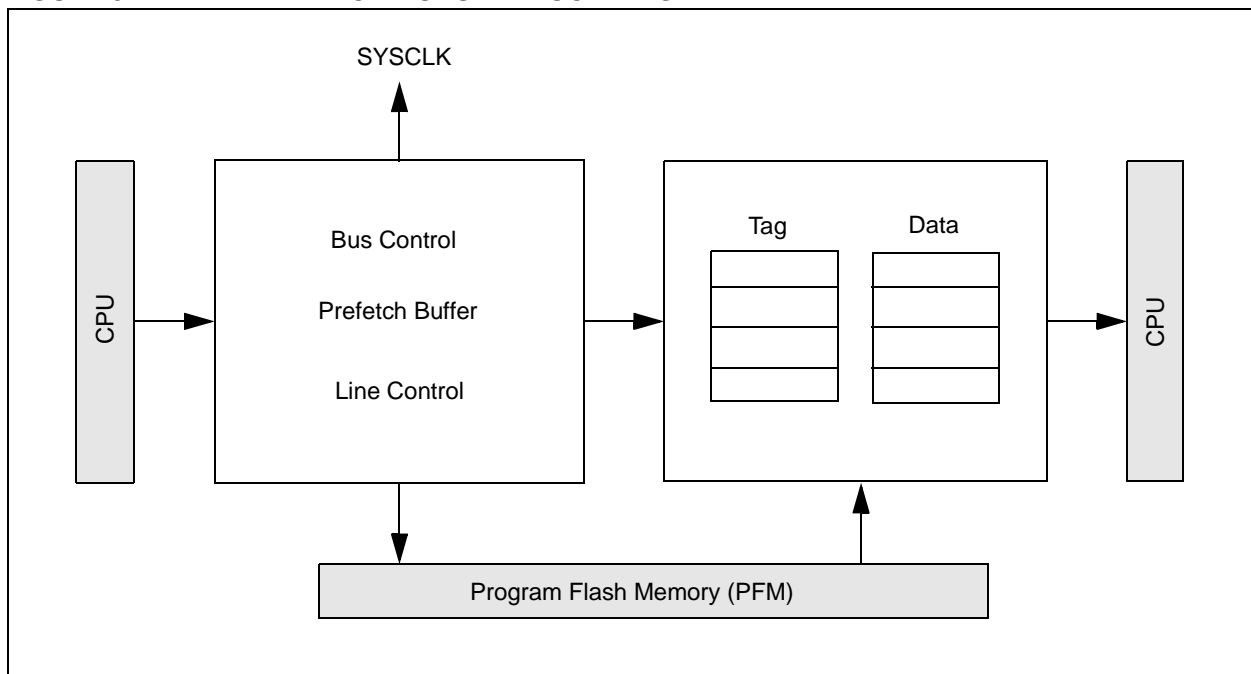 SYSCLK
CPU
Bus Control
Prefetch Buffer
Line Control
Tag
Data
CPU
Program Flash Memory (PFM)